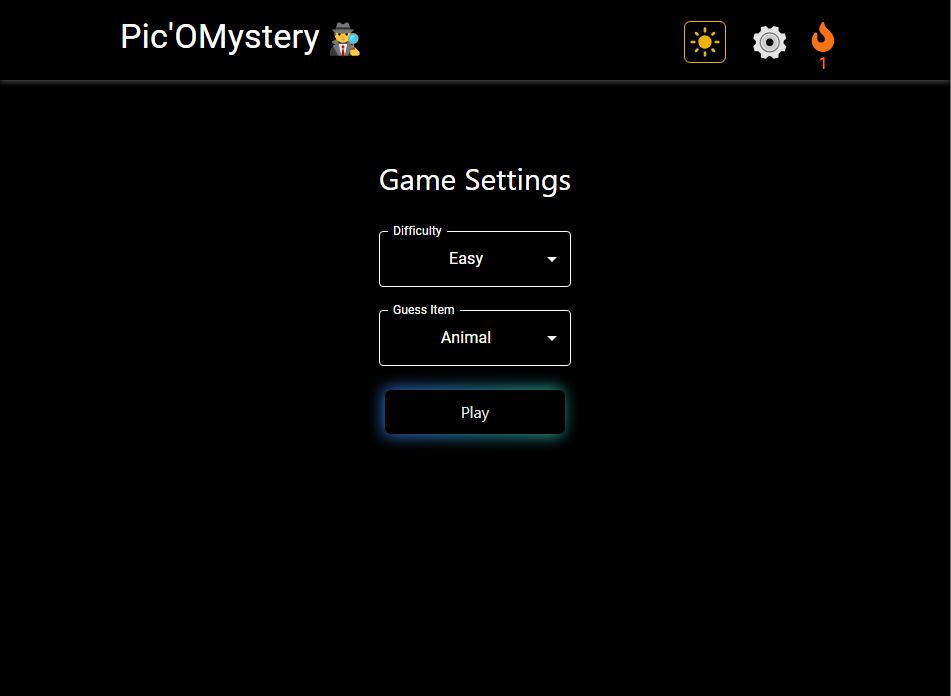 Pic'OMystery
1
Game Settings
Difficulty
Easy
Guess Item
Animal
Play